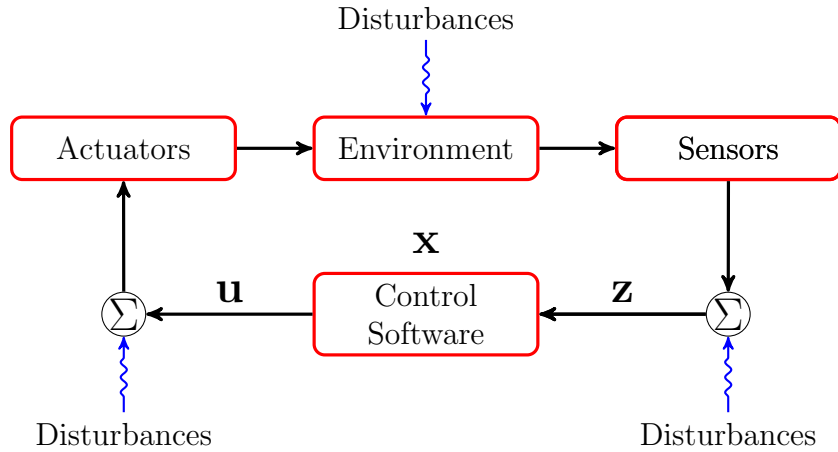 Disturbances
Actuators
Environment
Sensors
x
u
Control
Software
z
Σ
Σ
Disturbances
Disturbances